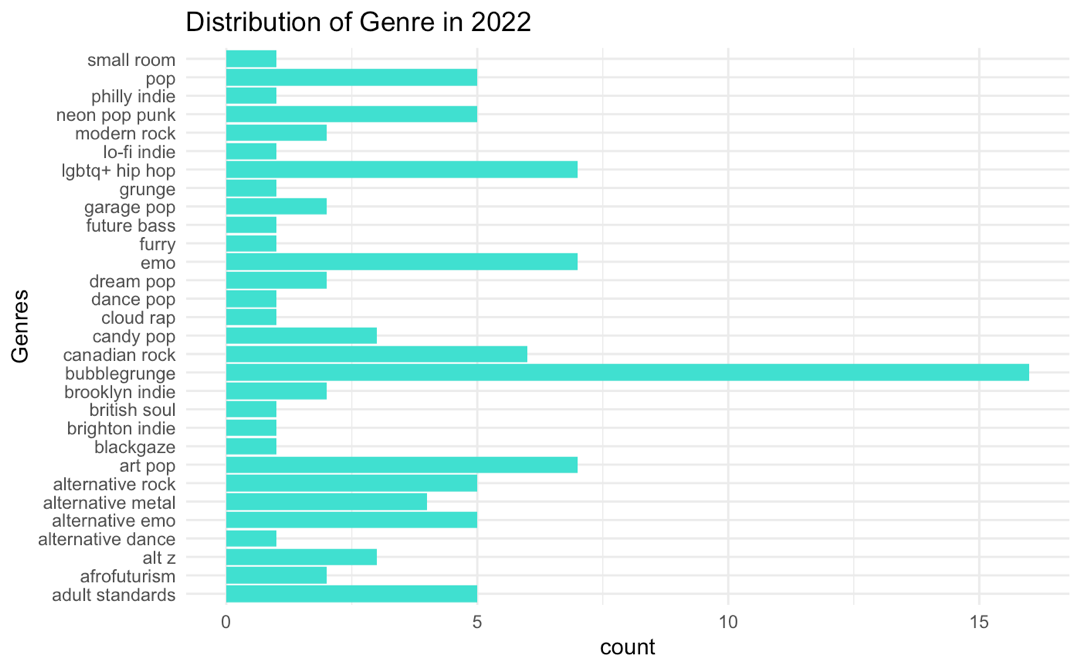 Distribution of Genre in 2022
Genres
small room
pop
philly indie
neon pop punk
modern rock
lo-fi indie
lgbtq+ hip hop
grunge
garage pop
future bass
furry
emo
dream pop
dance pop
cloud rap
candy pop
canadian rock
bubblegrunge
brooklyn indie
british soul
brighton indie
blackgaze
art pop
alternative rock
alternative metal
alternative emo
alternative dance
alt z
afrofuturism
adult standards
0 5 10 15
count